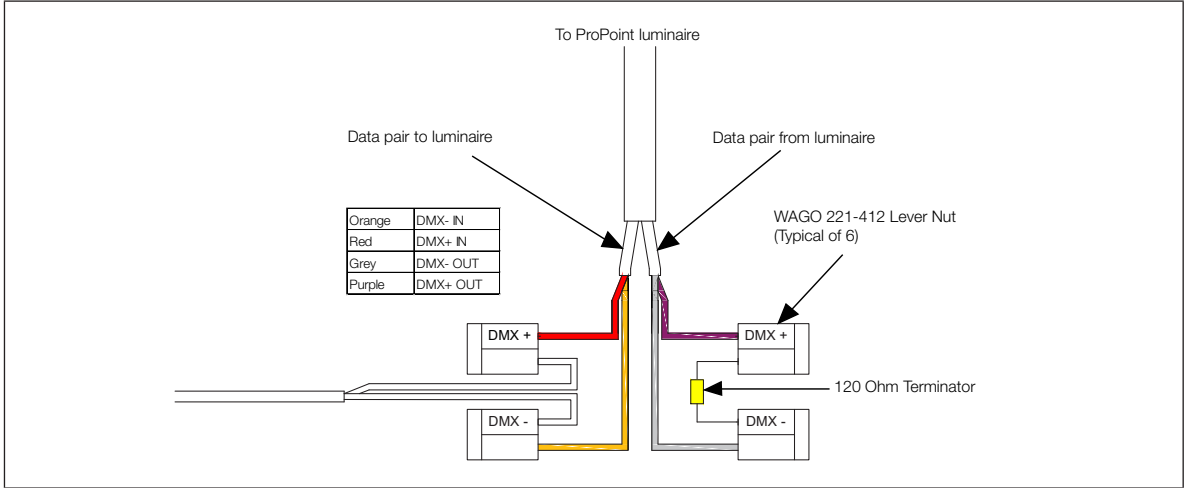 To ProPoint luminaire
Data pair to luminaire
Data pair from luminaire
Orange DMX- IN
Red DMX+ IN
Grey DMX- OUT
Purple DMX+ OUT
WAGO 221-412 Lever Nut
(Typical of 6)
DMX +
DMX +
120 Ohm Terminator
DMX -
DMX -